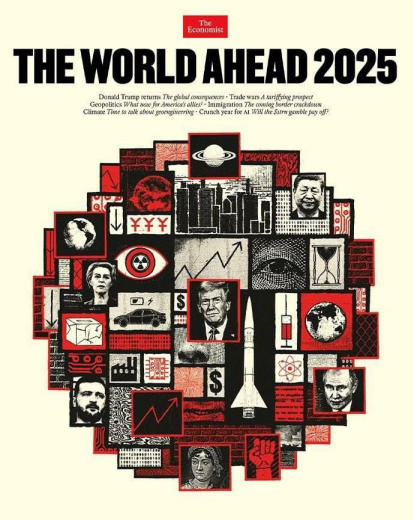 The
Economist
THE WORLD AHEAD 2025
Donald Trump returns The global consequences • Trade wars A tariffying prospect
Geopolitics What now for America's allies? • Immigration The coming border crackdown
Climate Time to talk about geoengineering • Crunch year for AI Will the $1trn gamble pay off?
¥¥¥
$
$